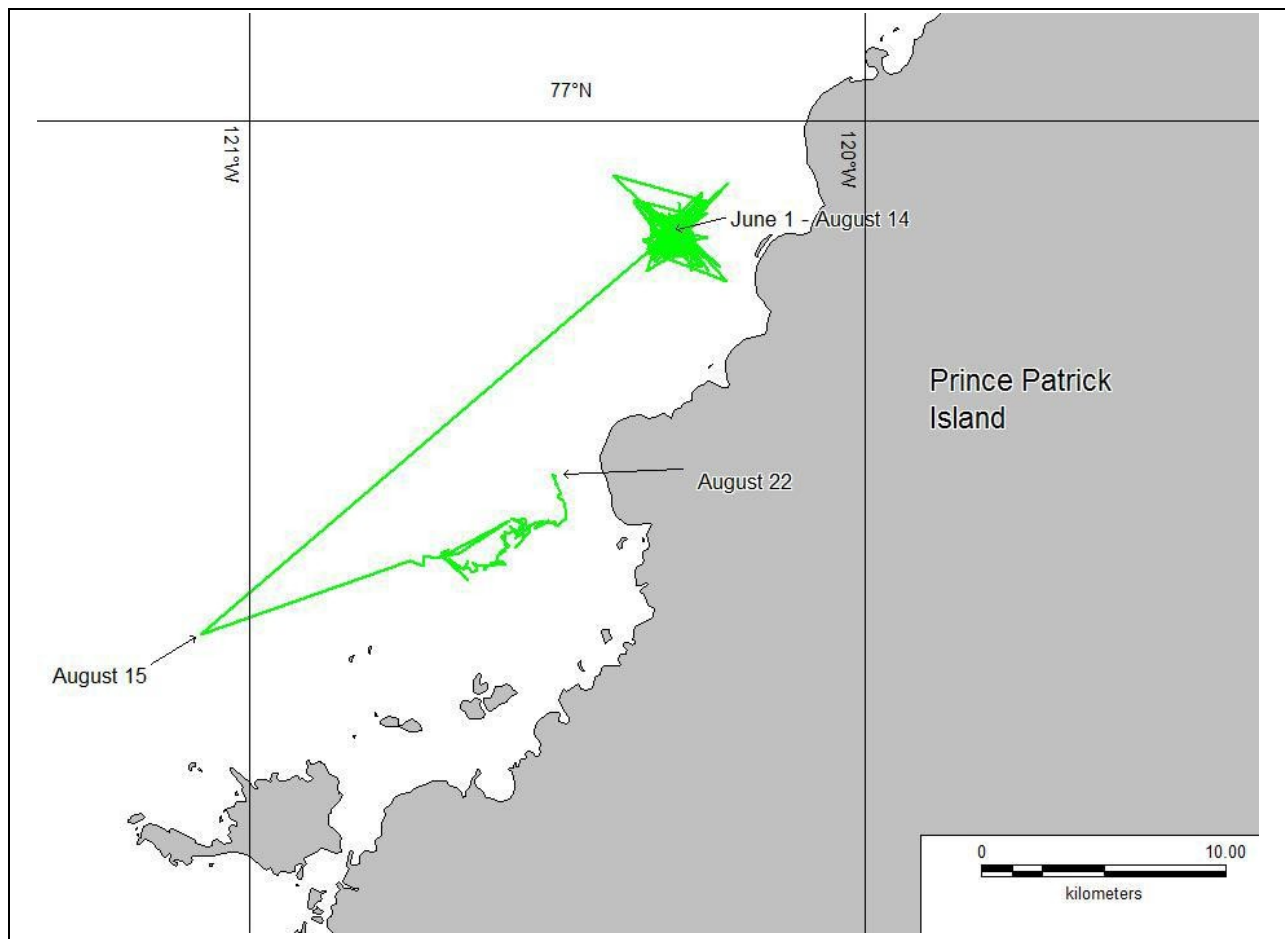 77°N
121°W
120°W
June 1 - August 14
Prince Patrick
Island
August 22
August 15
0 10.00
kilometers